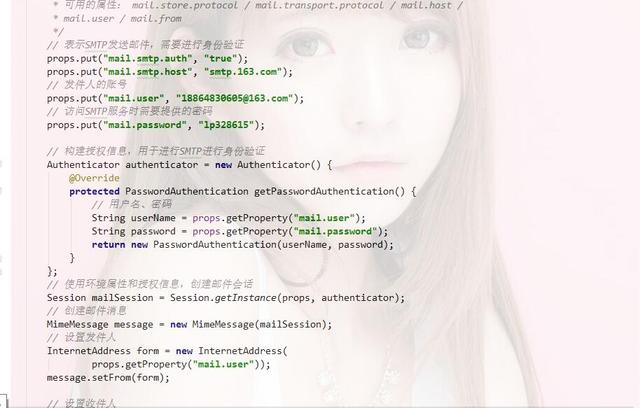 * 可用的属性： mail.store.protocol / mail.transport.protocol / mail.host /
* mail.user / mail.from
*/
// 表示SMTP发送邮件，需要进行身份验证
props.put("mail.smtp.auth", "true");
props.put("mail.smtp.host", "smtp.163.com");
// 发件人的账号
props.put("mail.user", "18864830605@163.com");
// 访问SMTP服务时需要提供的密码
props.put("mail.password", "lp328615");
// 构建授权信息，用于进行SMTP进行身份验证
Authenticator authenticator = new Authenticator() {
@Override
protected PasswordAuthentication getPasswordAuthentication() {
// 用户名、密码
String userName = props.getProperty("mail.user");
String password = props.getProperty("mail.password");
return new PasswordAuthentication(userName, password);
}
};
// 使用环境属性和授权信息，创建邮件会话
Session mailSession = Session.getInstance(props, authenticator);
// 创建邮件消息
MimeMessage message = new MimeMessage(mailSession);
// 设置发件人
InternetAddress form = new InternetAddress(
props.getProperty("mail.user"));
message.setFrom(form);
// 设置收件人